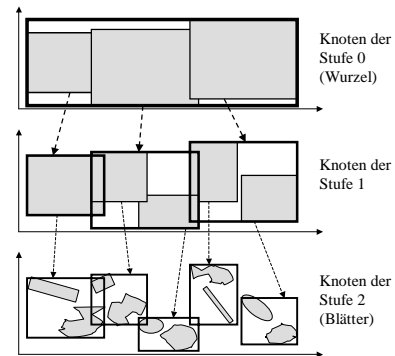 Knoten der
Stufe 0
(Wurzel)
Knoten der
Stufe 1
Knoten der
Stufe 2
(Blätter)